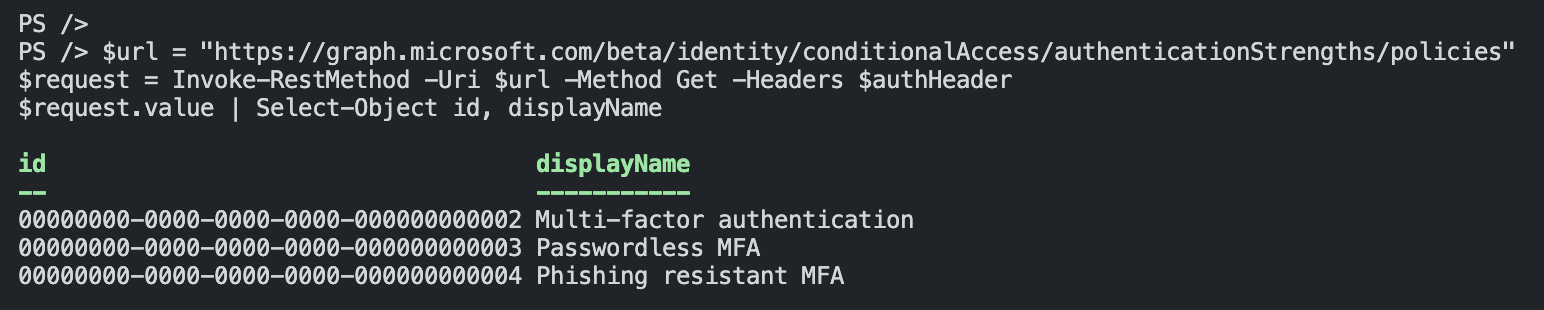 PS />
PS /> $url = "https://graph.microsoft.com/beta/identity/conditionalAccess/authenticationStrengths/policies"
$request = Invoke-RestMethod -Uri $url -Method Get -Headers $authHeader
$request.value | Select-Object id, displayName
id displayName
-- -----------
00000000-0000-0000-0000-000000000002 Multi-factor authentication
00000000-0000-0000-0000-000000000003 Passwordless MFA
00000000-0000-0000-0000-000000000004 Phishing resistant MFA